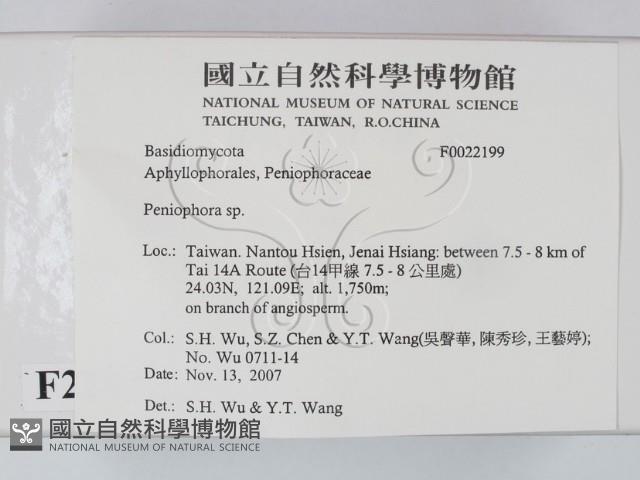 國立自然科學博物館
NATIONAL MUSEUM OF NATURAL SCIENCE
TAICHUNG, TAIWAN, R.O.CHINA
Basidiomycota F0022199
Aphyllophorales, Peniophoraceae
Peniophora sp.
Loc.: Taiwan. Nantou Hsien, Jenai Hsiang: between 7.5 - 8 km of
Tai 14A Route (台14甲線 7.5 - 8 公里處)
24.03N, 121.09E; alt. 1,750m;
on branch of angiosperm.
Col.: S.H. Wu, S.Z. Chen & Y.T. Wang(吳聲華, 陳秀珍, 王藝婷);
No. Wu 0711-14
Date: Nov. 13, 2007
Det.: S.H. Wu & Y.T. Wang
F2
國立自然科學博物館
NATIONAL MUSEUM OF NATURAL SCIENCE